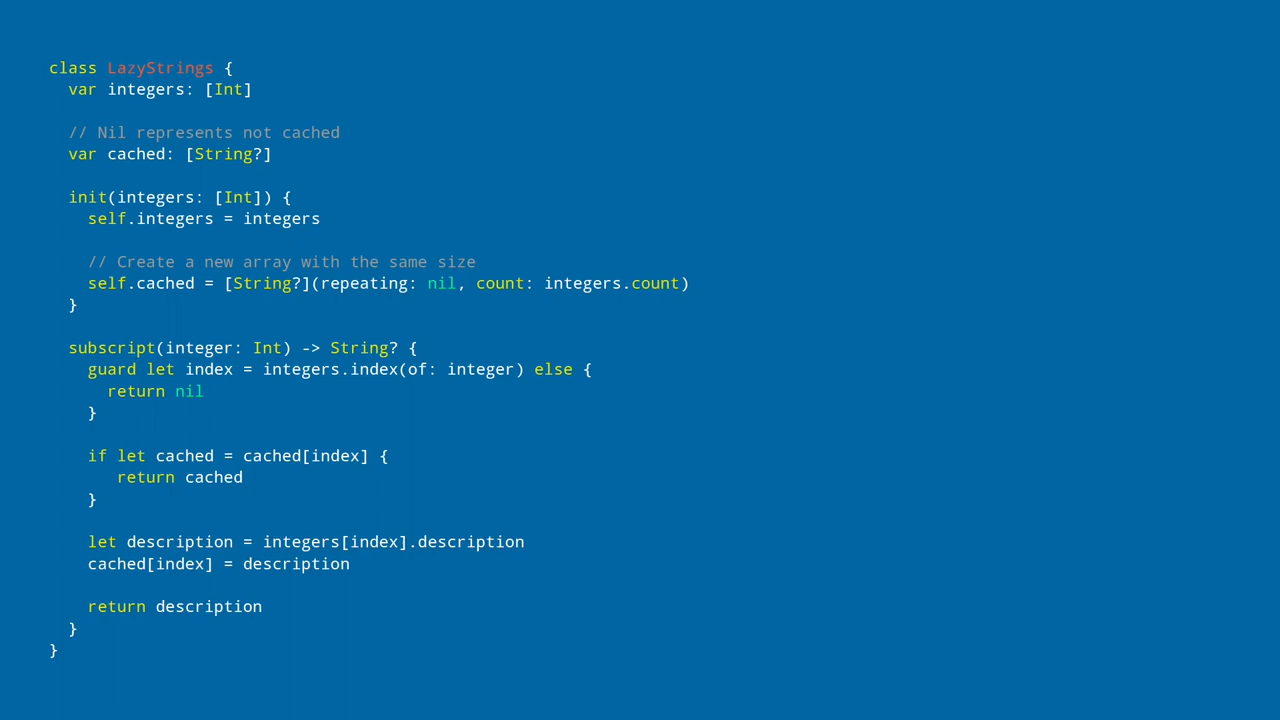 class LazyStrings {
  var integers: [Int]

  // Nil represents not cached
  var cached: [String?]

  init(integers: [Int]) {
    self.integers = integers

    // Create a new array with the same size
    self.cached = [String?](repeating: nil, count: integers.count)
  }

  subscript(integer: Int) -> String? {
    guard let index = integers.index(of: integer) else {
      return nil
    }

    if let cached = cached[index] {
       return cached
    }

    let description = integers[index].description
    cached[index] = description

    return description
  }
}